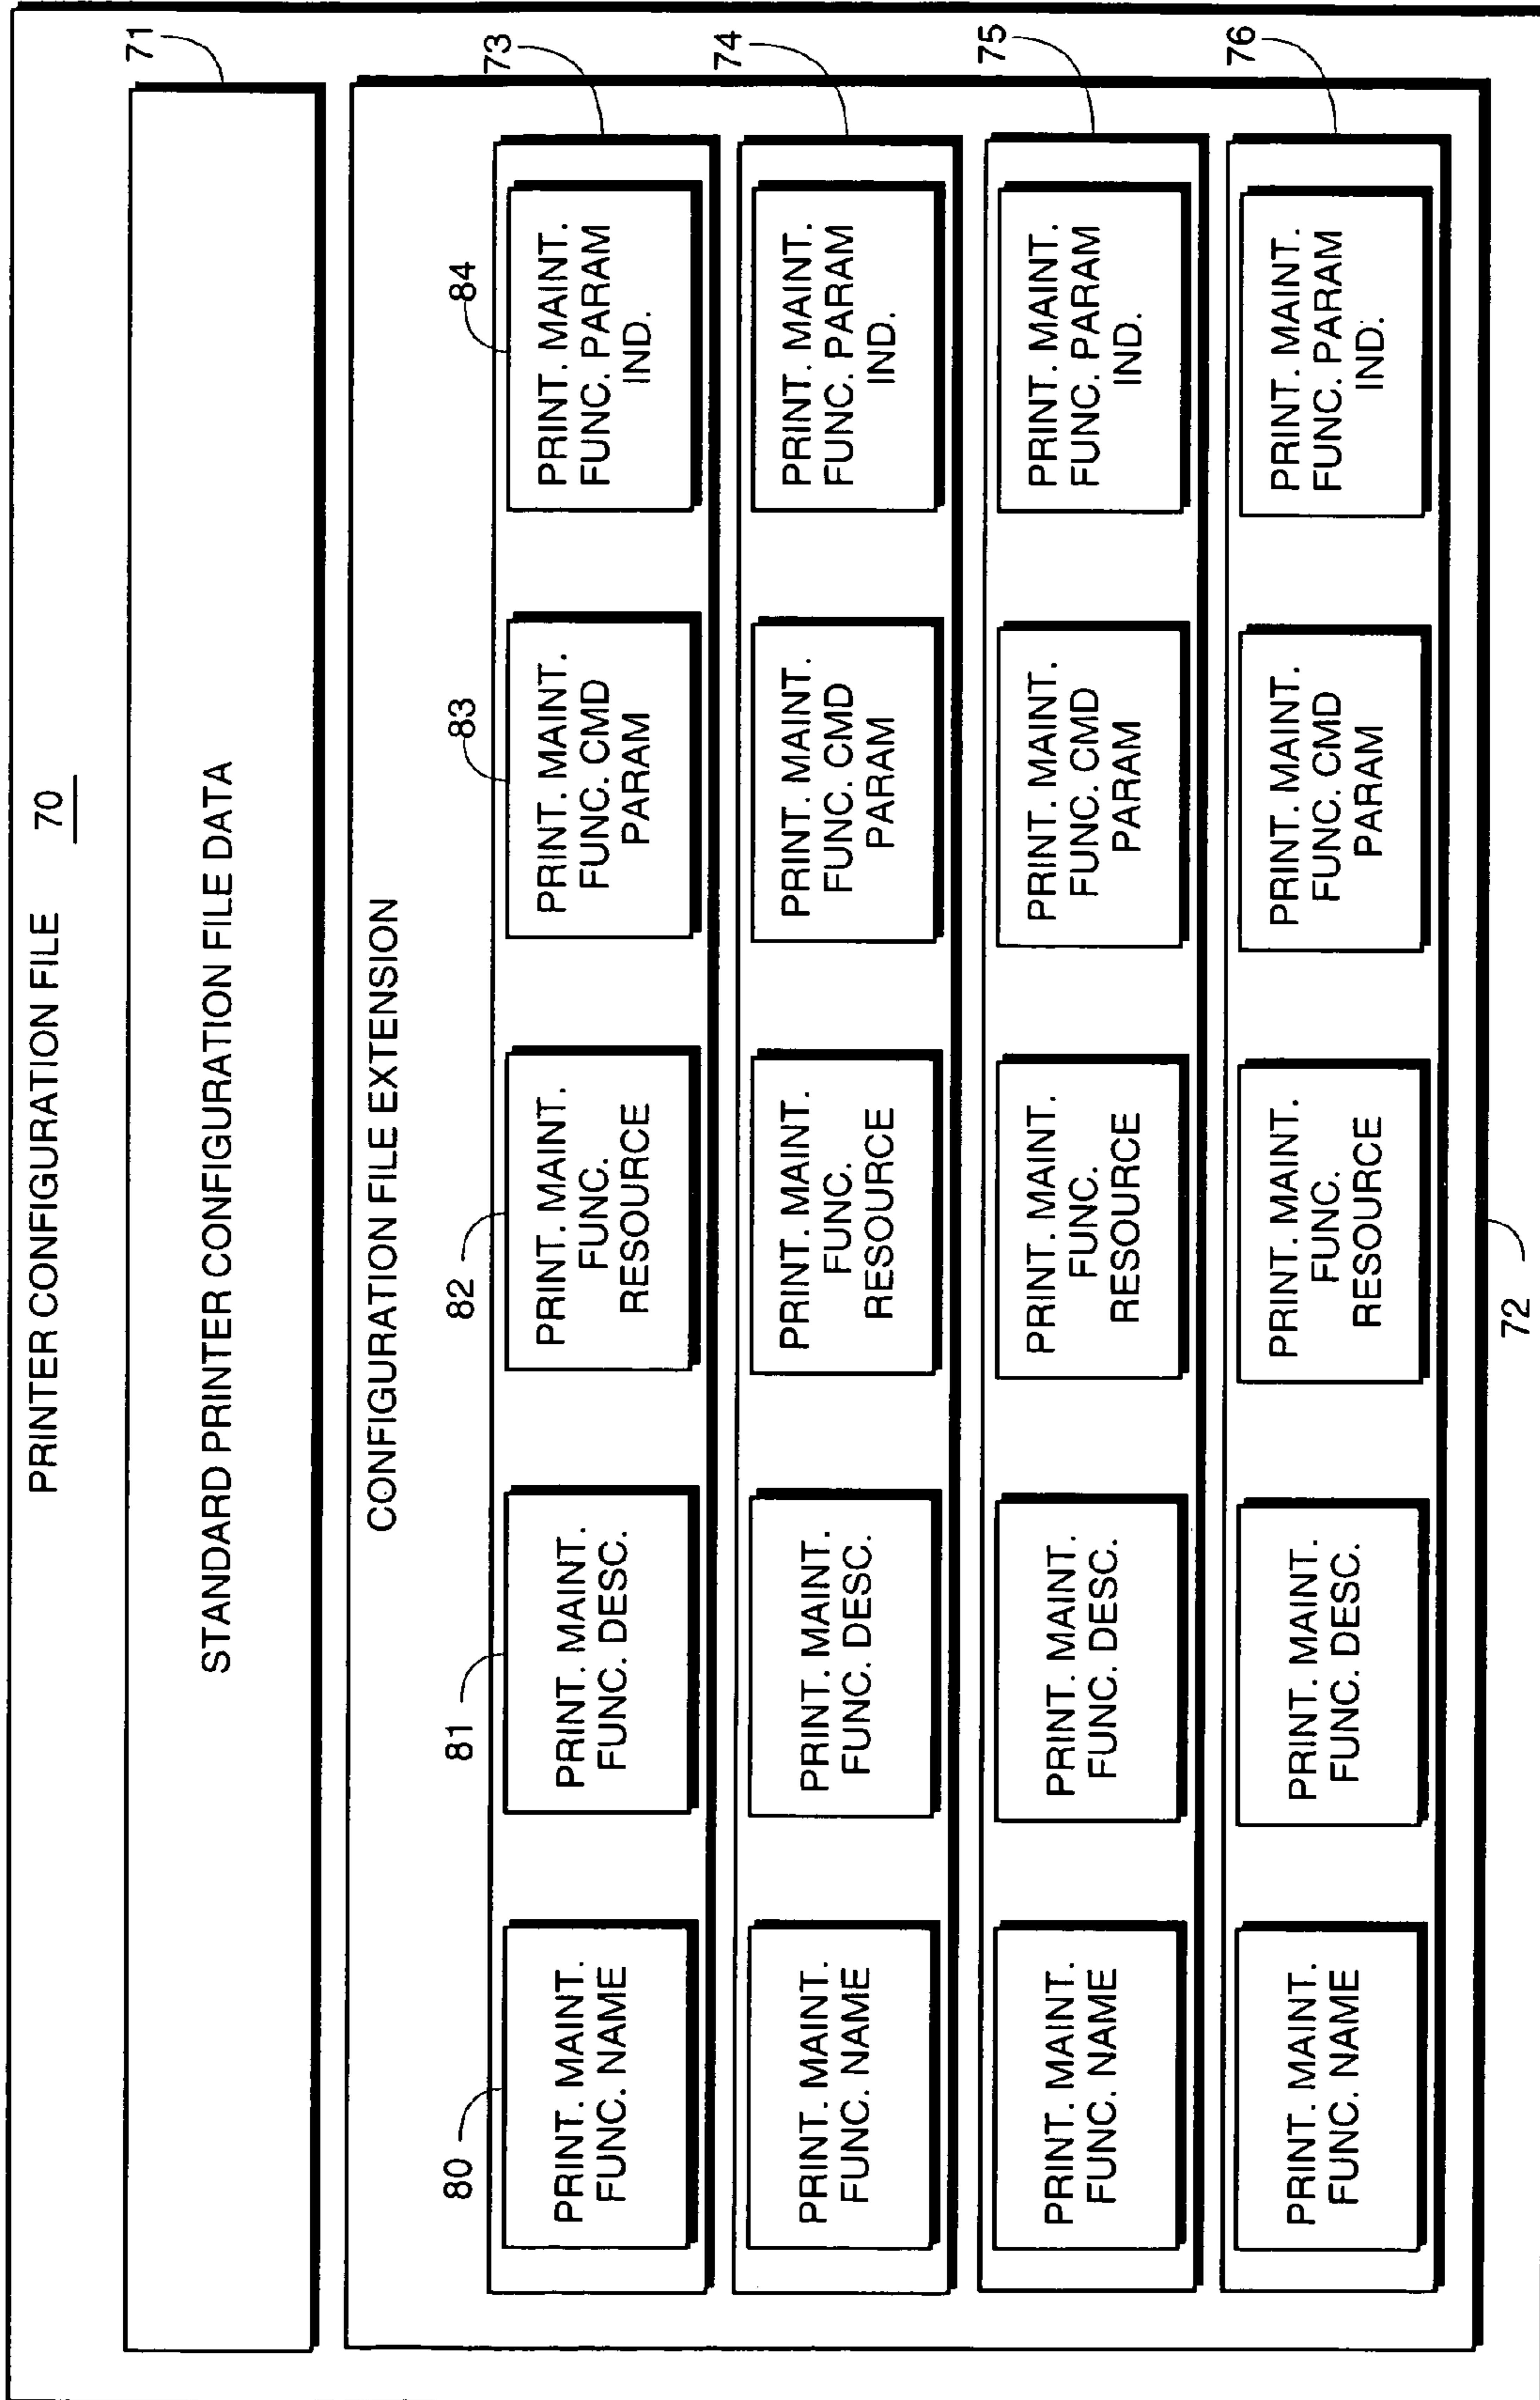 PRINTER CONFIGURATION FILE
70
71
STANDARD PRINTER CONFIGURATION FILE DATA
CONFIGURATION FILE EXTENSION
80
81
82
83
84
73
PRINT. MAINT.
FUNC. NAME
PRINT. MAINT.
FUNC. DESC.
PRINT. MAINT.
FUNC.
RESOURCE
PRINT. MAINT.
FUNC. CMD
PARAM
PRINT. MAINT.
FUNC. PARAM
IND.
74
PRINT. MAINT.
FUNC. NAME
PRINT. MAINT.
FUNC. DESC.
PRINT. MAINT.
FUNC.
RESOURCE
PRINT. MAINT.
FUNC. CMD
PARAM
PRINT. MAINT.
FUNC. PARAM
IND.
75
PRINT. MAINT.
FUNC. NAME
PRINT. MAINT.
FUNC. DESC.
PRINT. MAINT.
FUNC.
RESOURCE
PRINT. MAINT.
FUNC. CMD
PARAM
PRINT. MAINT.
FUNC. PARAM
IND.
76
PRINT. MAINT.
FUNC. NAME
PRINT. MAINT.
FUNC. DESC.
PRINT. MAINT.
FUNC.
RESOURCE
PRINT. MAINT.
FUNC. CMD
PARAM
PRINT. MAINT.
FUNC. PARAM
IND.
72